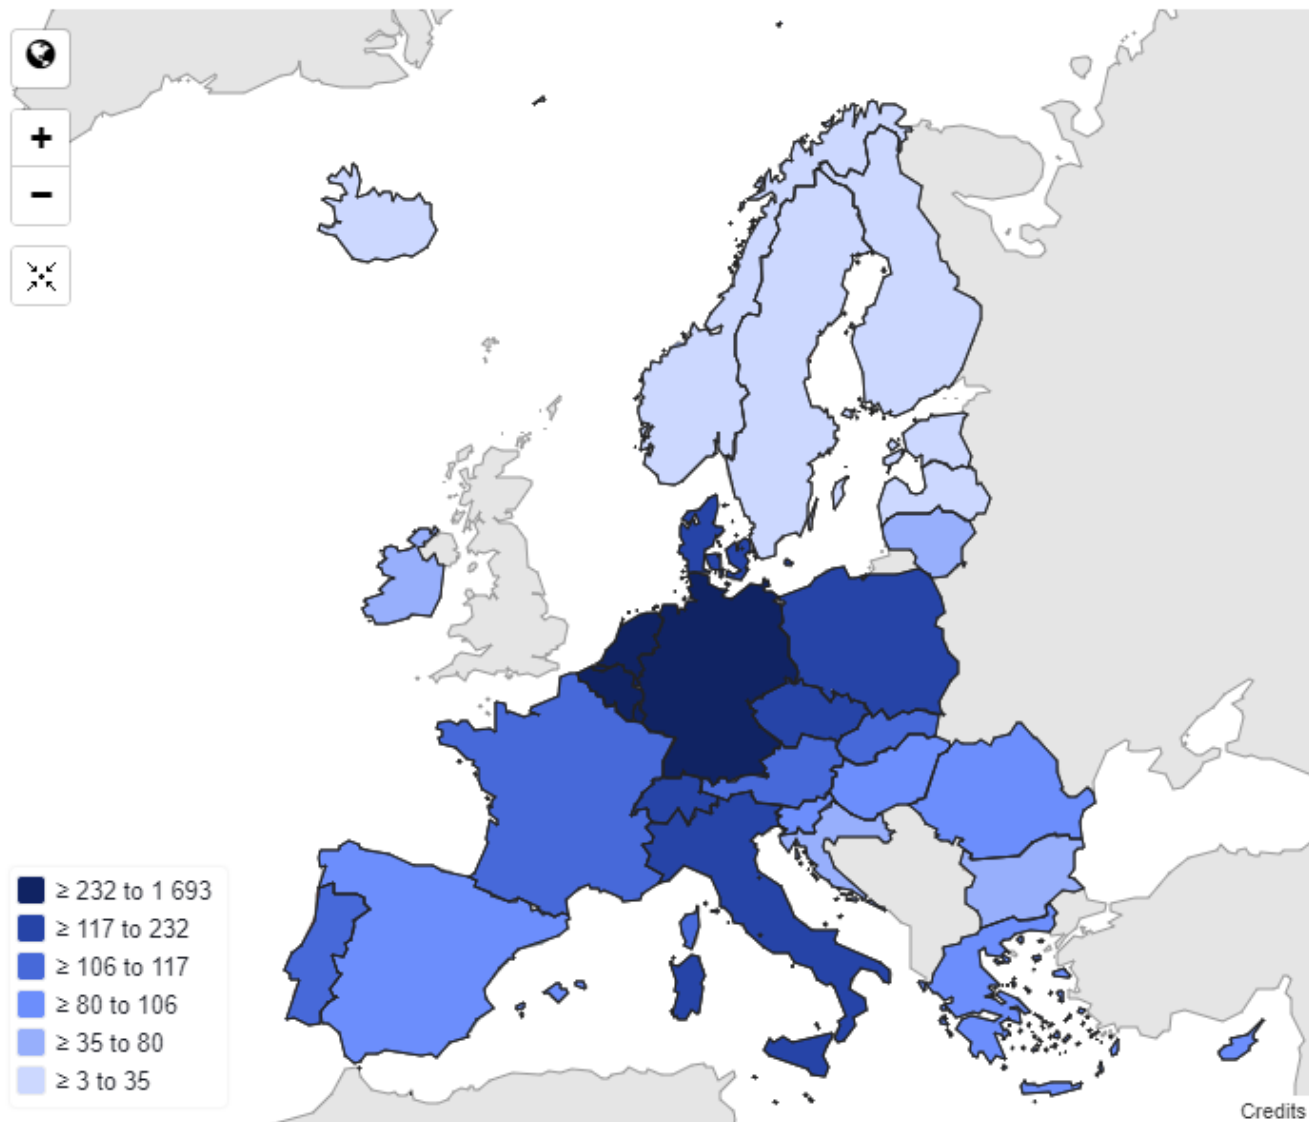 +
−
≥ 232 to 1 693
≥ 117 to 232
≥ 106 to 117
≥ 80 to 106
≥ 35 to 80
≥ 3 to 35
Credits